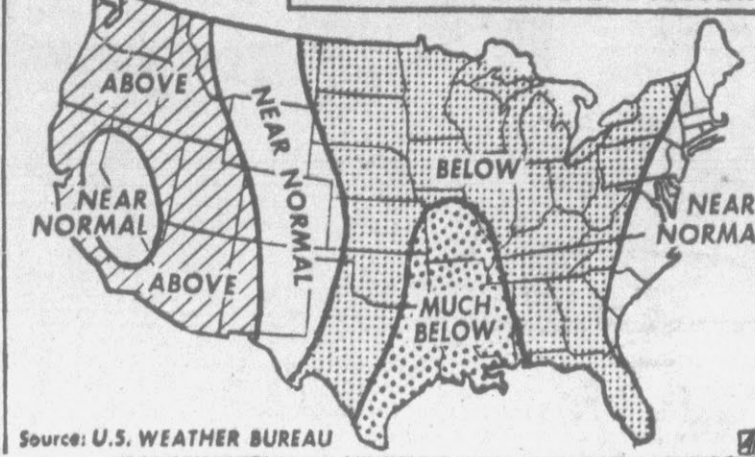 ABOVE
NEAR NORMAL
BELOW
NEAR
NORMAL
NEAR
NORMA
ABOVE
MUCH
BELOW
Source: U.S. WEATHER BUREAU